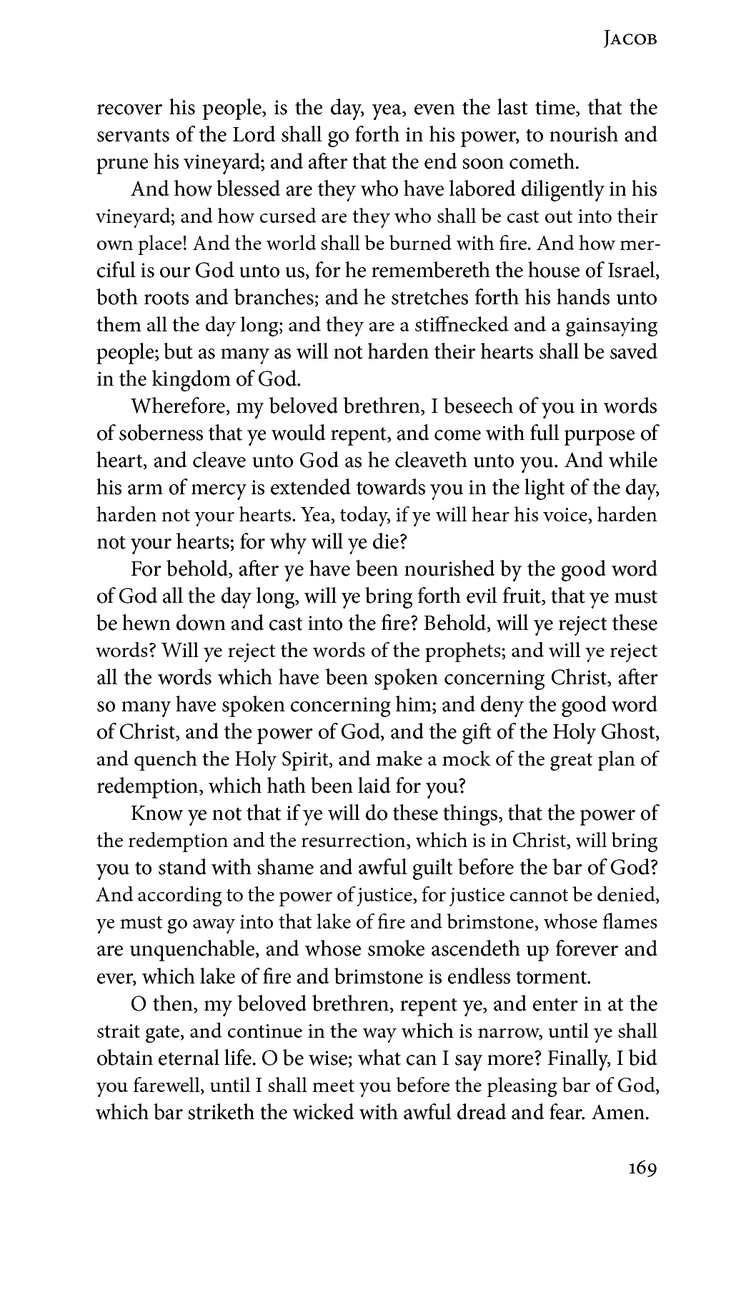 Jacob
recover his people, is the day, yea, even the last time, that the
servants of the Lord shall go forth in his power, to nourish and
prune his vineyard; and after that the end soon cometh.
And how blessed are they who have labored diligently in his
vineyard; and how cursed are they who shall be cast out into their
own place! And the world shall be burned with fire. And how mer-
ciful is our God unto us, for he remembereth the house of Israel,
both roots and branches; and he stretches forth his hands unto
them all the day long; and they are a stiffnecked and a gainsaying
people; but as many as will not harden their hearts shall be saved
in the kingdom of God.
Wherefore, my beloved brethren, I beseech of you in words
of soberness that ye would repent, and come with full purpose of
heart, and cleave unto God as he cleaveth unto you. And while
his arm of mercy is extended towards you in the light of the day,
harden not your hearts. Yea, today, if ye will hear his voice, harden
not your hearts; for why will ye die?
For behold, after ye have been nourished by the good word
of God all the day long, will ye bring forth evil fruit, that ye must
be hewn down and cast into the fire? Behold, will ye reject these
words? Will ye reject the words of the prophets; and will ye reject
all the words which have been spoken concerning Christ, after
so many have spoken concerning him; and deny the good word
of Christ, and the power of God, and the gift of the Holy Ghost,
and quench the Holy Spirit, and make a mock of the great plan of
redemption, which hath been laid for you?
Know ye not that if ye will do these things, that the power of
the redemption and the resurrection, which is in Christ, will bring
you to stand with shame and awful guilt before the bar of God?
And according to the power of justice, for justice cannot be denied,
ye must go away into that lake of fire and brimstone, whose flames
are unquenchable, and whose smoke ascendeth up forever and
ever, which lake of fire and brimstone is endless torment.
O then, my beloved brethren, repent ye, and enter in at the
strait gate, and continue in the way which is narrow, until ye shall
obtain eternal life. O be wise; what can I say more? Finally, I bid
you farewell, until I shall meet you before the pleasing bar of God,
which bar striketh the wicked with awful dread and fear. Amen.
169